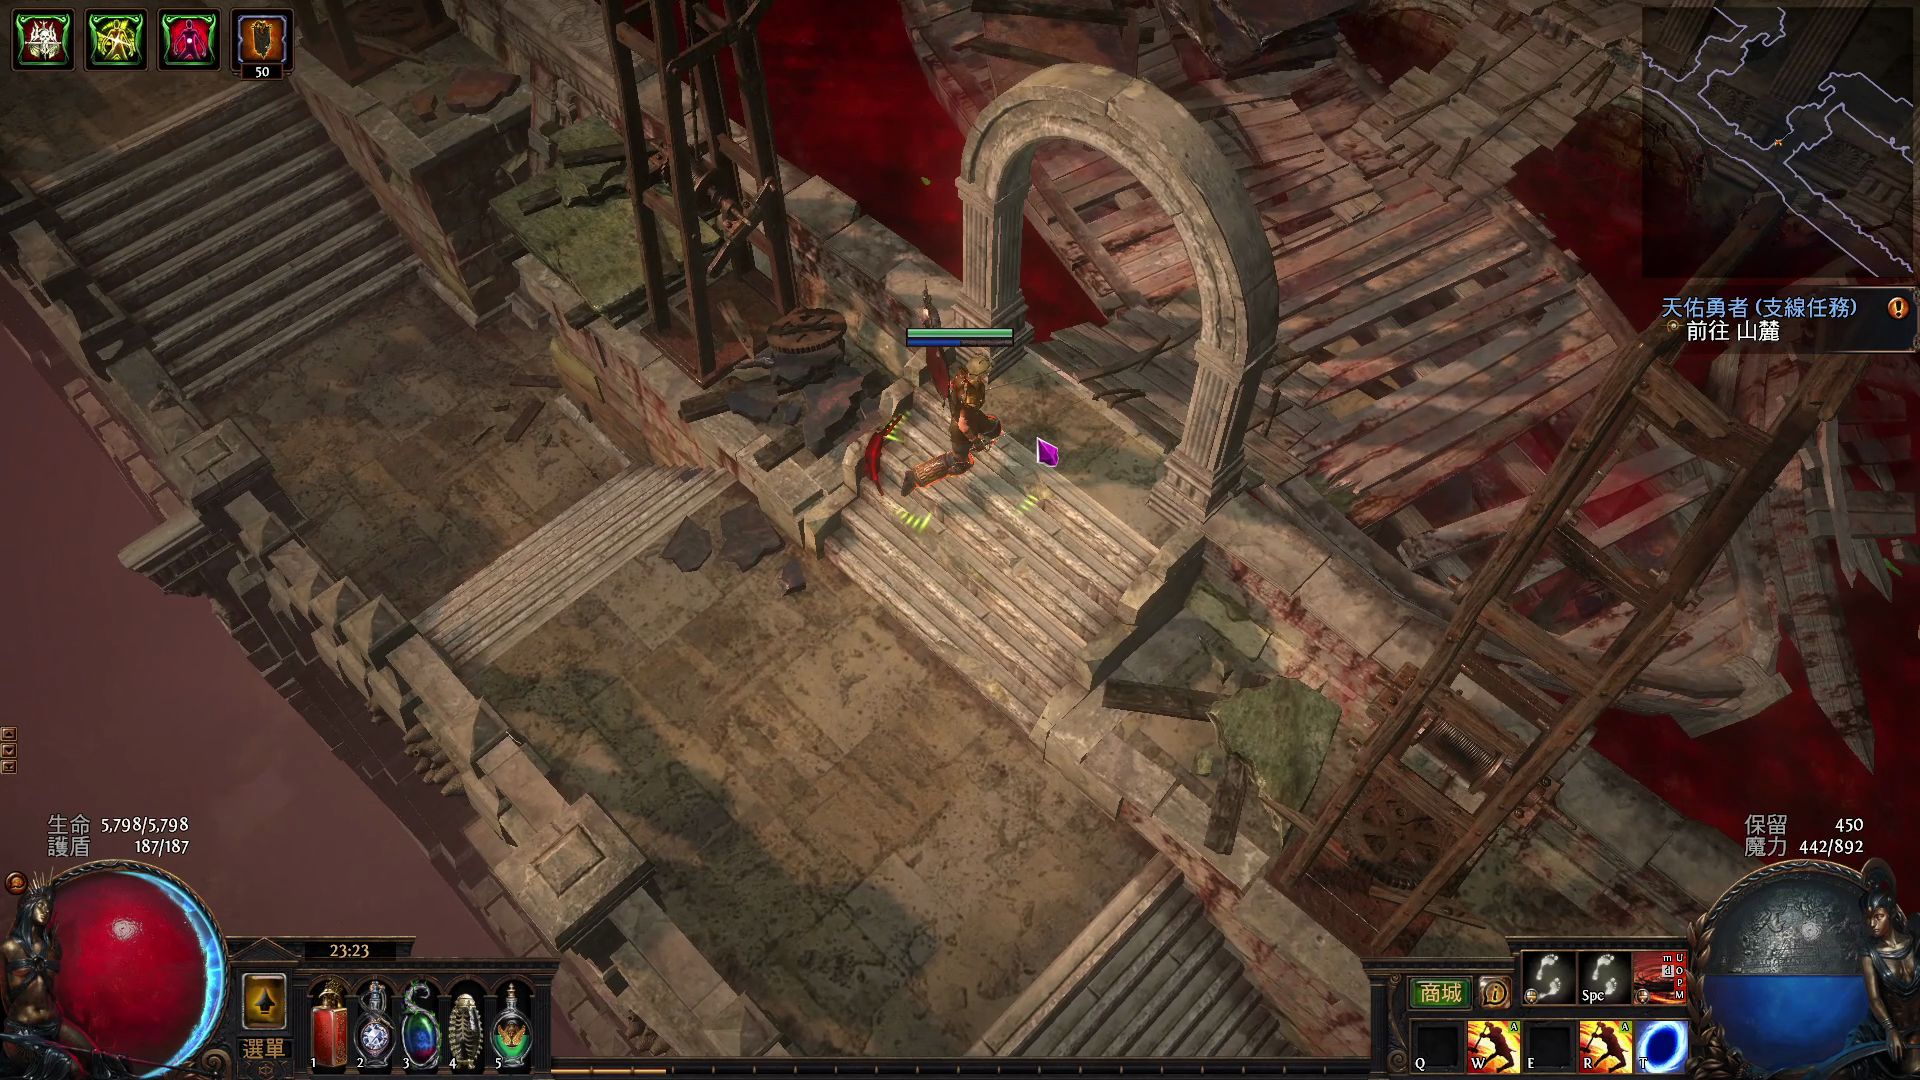 50
天佑勇者 (支線任務)
前往 山麓
生命 5,798/5,798
護盾 187/187
保留 450
魔力 442/892
23:23
選單
1
2
3
4
5
商城
Spc
m U
d O
P
M
Q
W A
E
R A
T